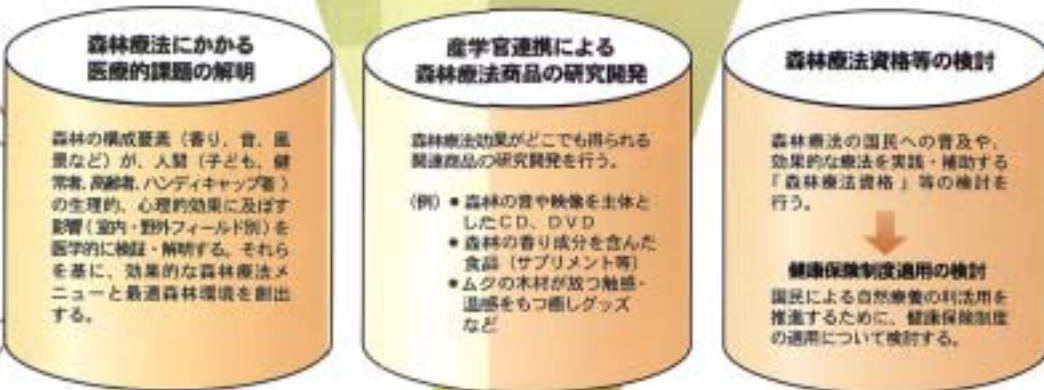 森林療法にかかる
医療的課題の解明
森林の構成要素(香り、音、風
景など)が、人間(子ども、健
常者、高齢者、ハンディキャップ者)
の生理的、心理的効果に及ぼす
影響(室内・野外フィールド別)を
医学的に検証・解明する。それら
を基に、効果的な森林療法メ
ニューと最適森林環境を創出
する。
産学官連携による
森林療法商品の研究開発
森林療法効果がどこでも得られる
関連商品の研究開発を行う。
(例)●森林の音や映像を主体と
したCD、DVD
●森林の香り成分を含んだ
食品(サプリメント等)
●ムクの木材が放つ触感・
温感をもつ癒しグッズ
など
森林療法資格等の検討
森林療法の国民への普及や、
効果的な療法を実践・補助する
「森林療法資格」等の検討を
行う。
健康保険制度適用の検討
国民による自然療養の利活用を
推進するために、健康保険制度
の適用について検討する。